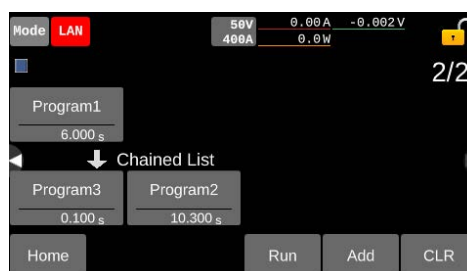 Mode LAN 50V 0.00A -0.002V
400A 0.0W
2/2
Program1
6.000 s
Chained List
Program3 Program2
0.100 s 10.300 s
Home Run Add CLR